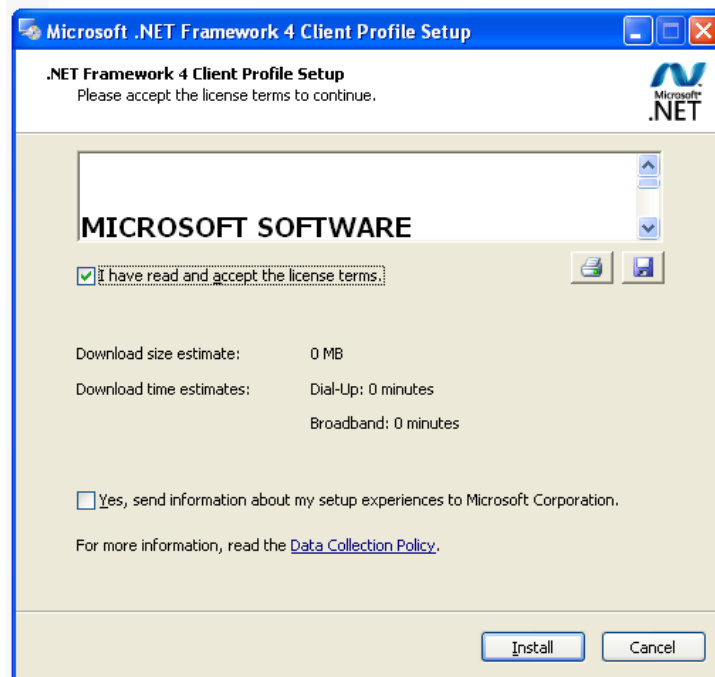 Microsoft .NET Framework 4 Client Profile Setup
.NET Framework 4 Client Profile Setup
Please accept the license terms to continue.
Microsoft
.NET
MICROSOFT SOFTWARE
I have read and accept the license terms.
Download size estimate: 0 MB
Download time estimates: Dial-Up: 0 minutes
Broadband: 0 minutes
Yes, send information about my setup experiences to Microsoft Corporation.
For more information, read the Data Collection Policy.
Install Cancel